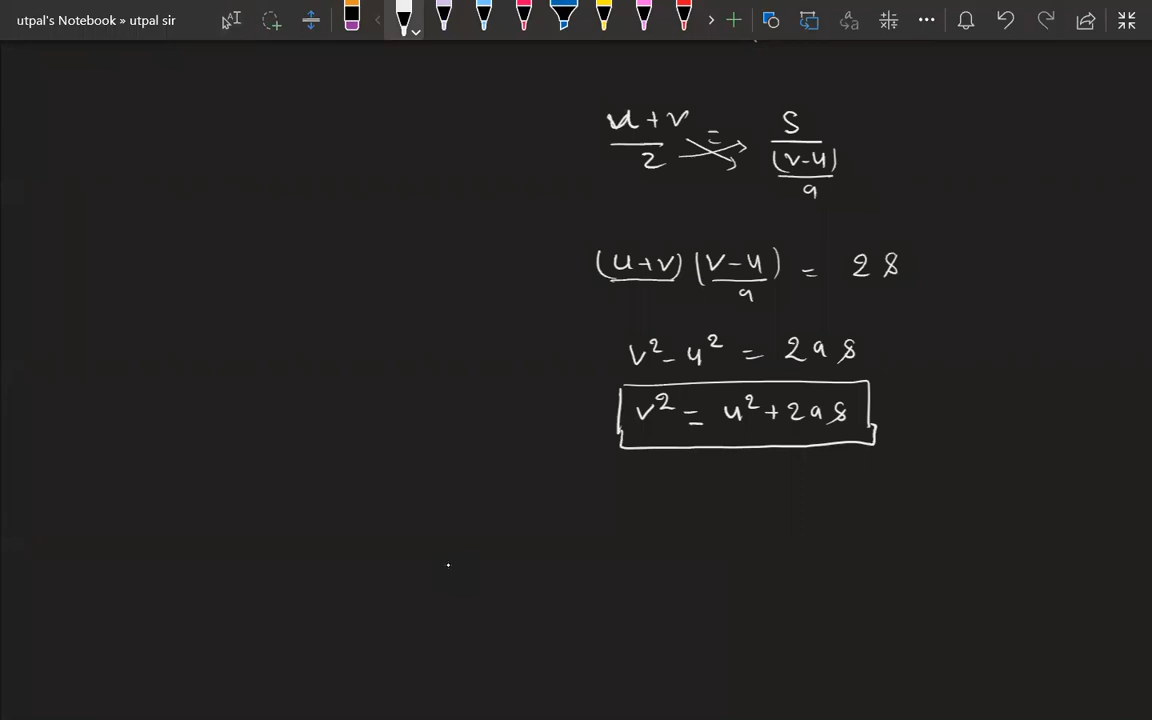 utpal's Notebook » utpal sir
(u+v)/2 = s/((v-u)/a)
(u+v) (v-u)/a = 2s
v² - u² = 2as
v² = u² + 2as